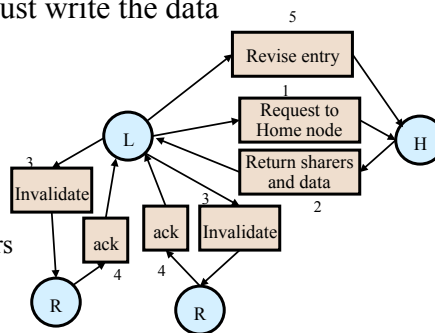 ust write the data
5
Revise entry
1
Request to
Home node
L
H
Return sharers
and data
2
3
Invalidate
3
ack
ack
Invalidate
rs
4
4
R
R